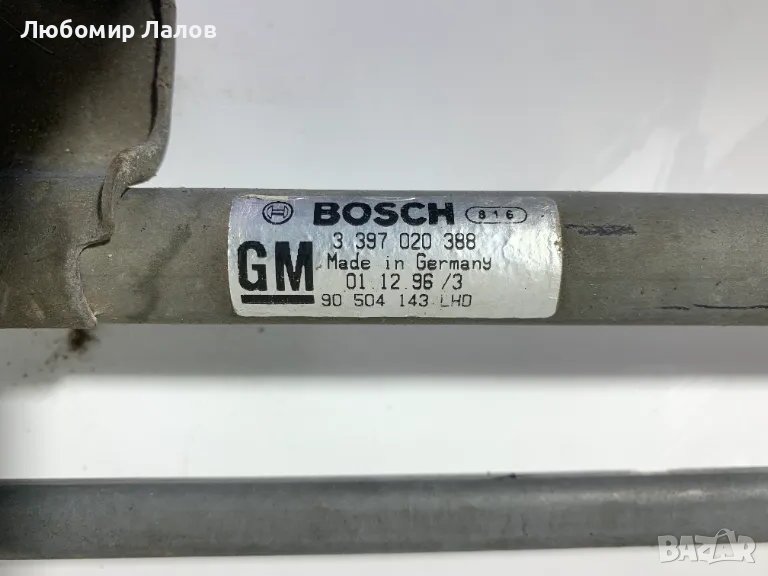 Любомир Лалов
BOSCH 816
3 397 020 388
GM Made in Germany
01.12.96 /3
90 504 143 LHD
BAZAR